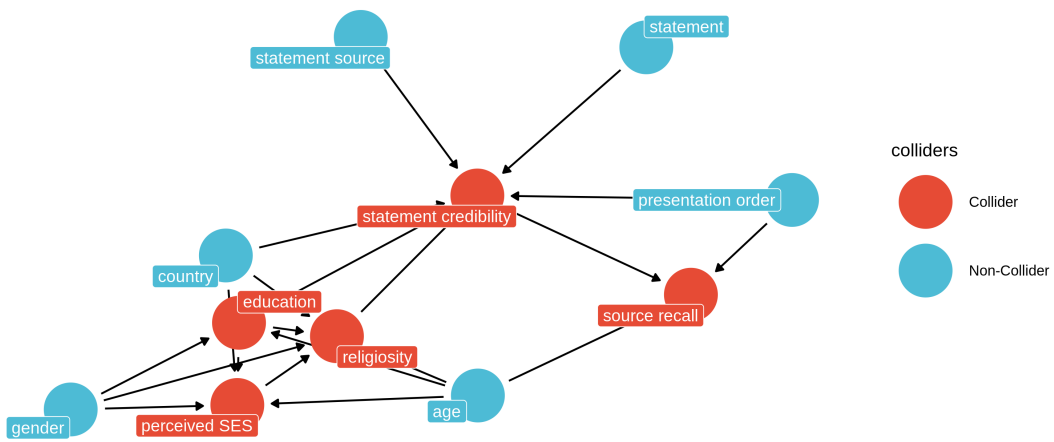 statement source
statement
colliders
presentation order
Collider
statement credibility
Non-Collider
country
education
source recall
religiosity
age
perceived SES
gender